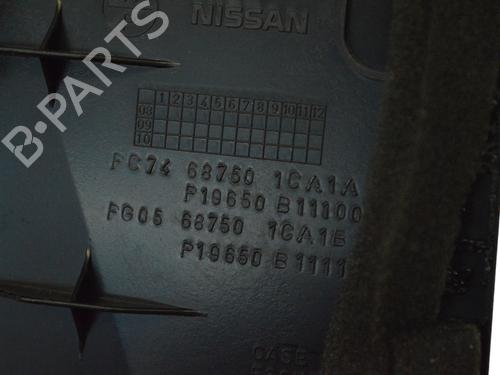 NISSAN
1 2 3 4 5 6 7 8 9 10 11 12
08
09
10
FC74 68750 1CA1A
P19650 B11100
FG05 68750 1CA1B
P19650 B1111
B-PARTS